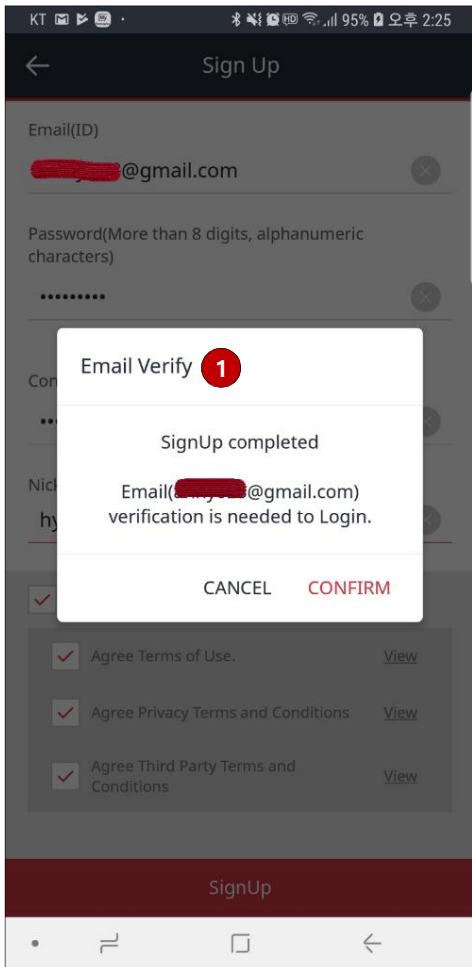 KT 95% 오후 2:25
Sign Up
Email(ID)
@gmail.com
Password(More than 8 digits, alphanumeric
characters)
•••••••••
Email Verify 1
Con
SignUp completed
Nick
Email( @gmail.com)
hy
verification is needed to Login.
CANCEL CONFIRM
Agree Terms of Use. View
Agree Privacy Terms and Conditions View
Agree Third Party Terms and
Conditions View
SignUp